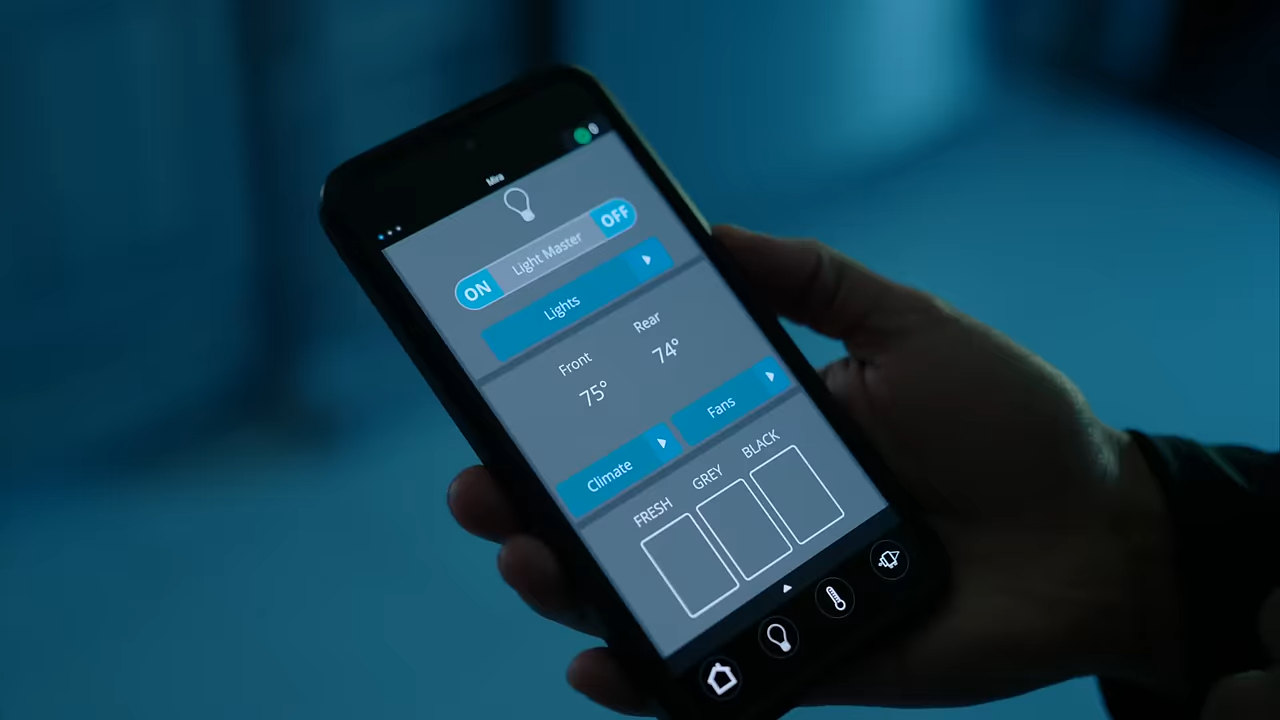 Mira
ON Light Master OFF
Lights
Front Rear
75° 74°
Climate Fans
FRESH GREY BLACK